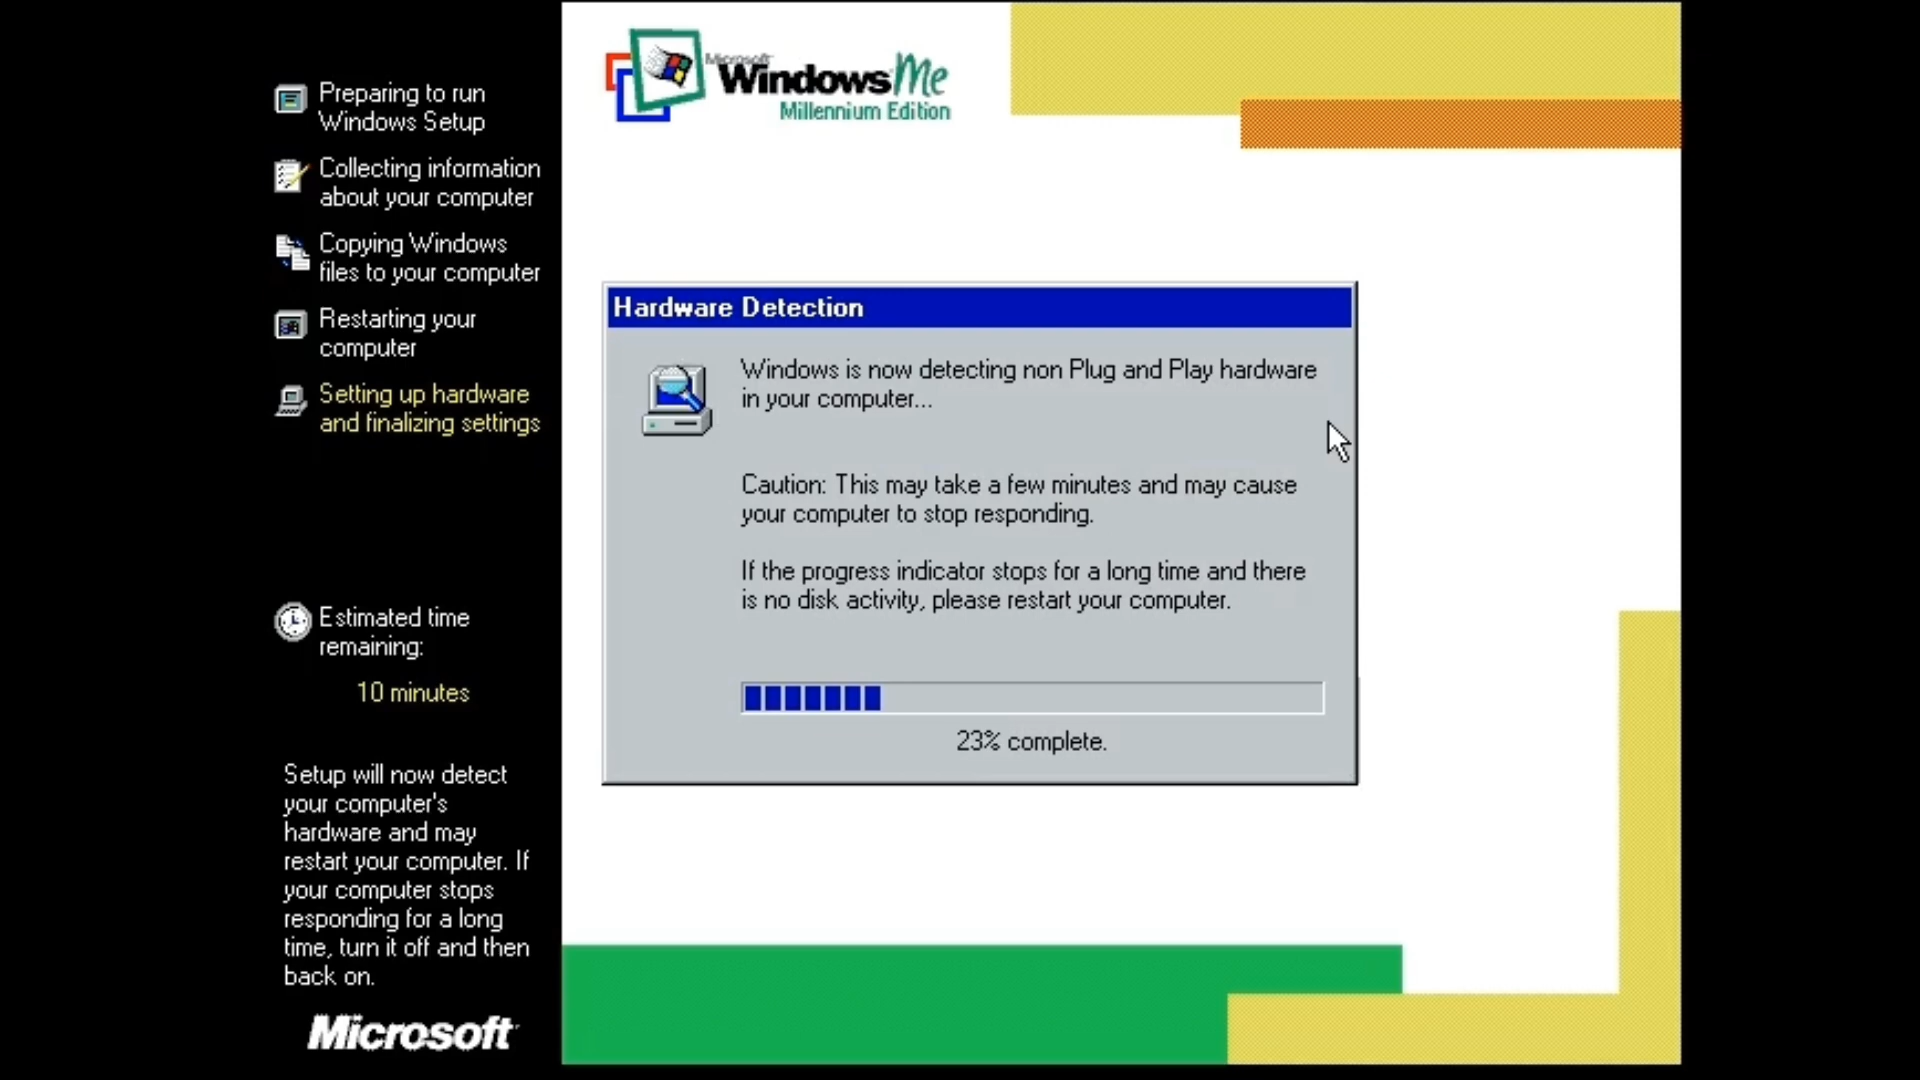 Preparing to run
Windows Setup
Collecting information
about your computer
Copying Windows
files to your computer
Restarting your
computer
Setting up hardware
and finalizing settings
Estimated time
remaining:
10 minutes
Setup will now detect
your computer's
hardware and may
restart your computer. If
your computer stops
responding for a long
time, turn it off and then
back on.
Microsoft
Microsoft
Windows Me
Millennium Edition
Hardware Detection
Windows is now detecting non Plug and Play hardware
in your computer...
Caution: This may take a few minutes and may cause
your computer to stop responding.
If the progress indicator stops for a long time and there
is no disk activity, please restart your computer.
23% complete.